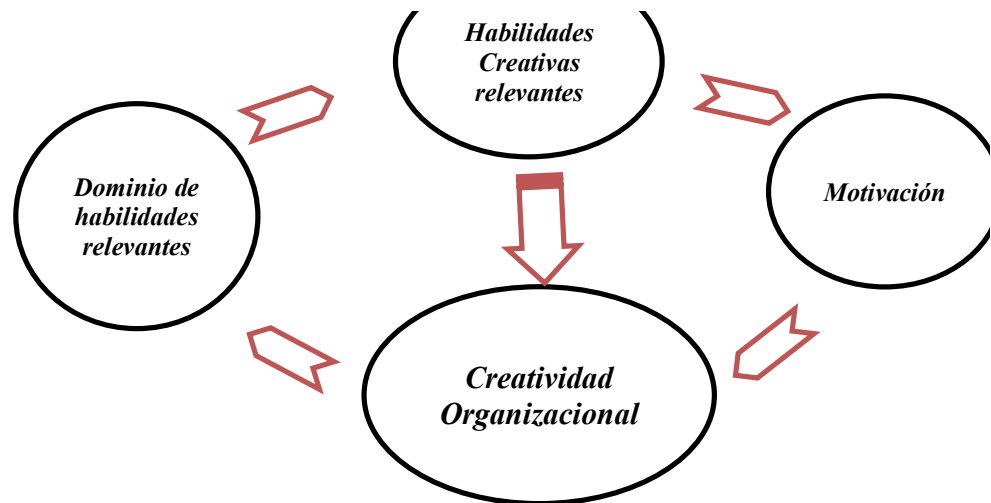 Habilidades
Creativas
relevantes
Dominio de
habilidades
relevantes
Motivación
Creatividad
Organizacional